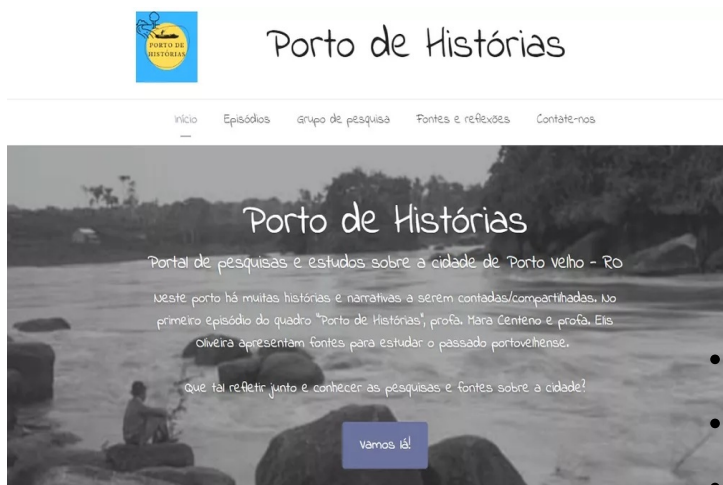 PORTO DE
HISTÓRIAS
Porto de Histórias
Início
Episódios
Grupo de pesquisa
Fontes e reflexões
Contate-nos
Porto de Histórias
Portal de pesquisas e estudos sobre a cidade de Porto Velho - RO
Neste porto há muitas histórias e narrativas a serem contadas/compartilhadas. No
primeiro episódio do quadro "Porto de Histórias", profa. Mara Centeno e profa. Elis
Oliveira apresentam fontes para estudar o passado portovelhense.
Que tal refletir junto e conhecer as pesquisas e fontes sobre a cidade?
Vamos lá!